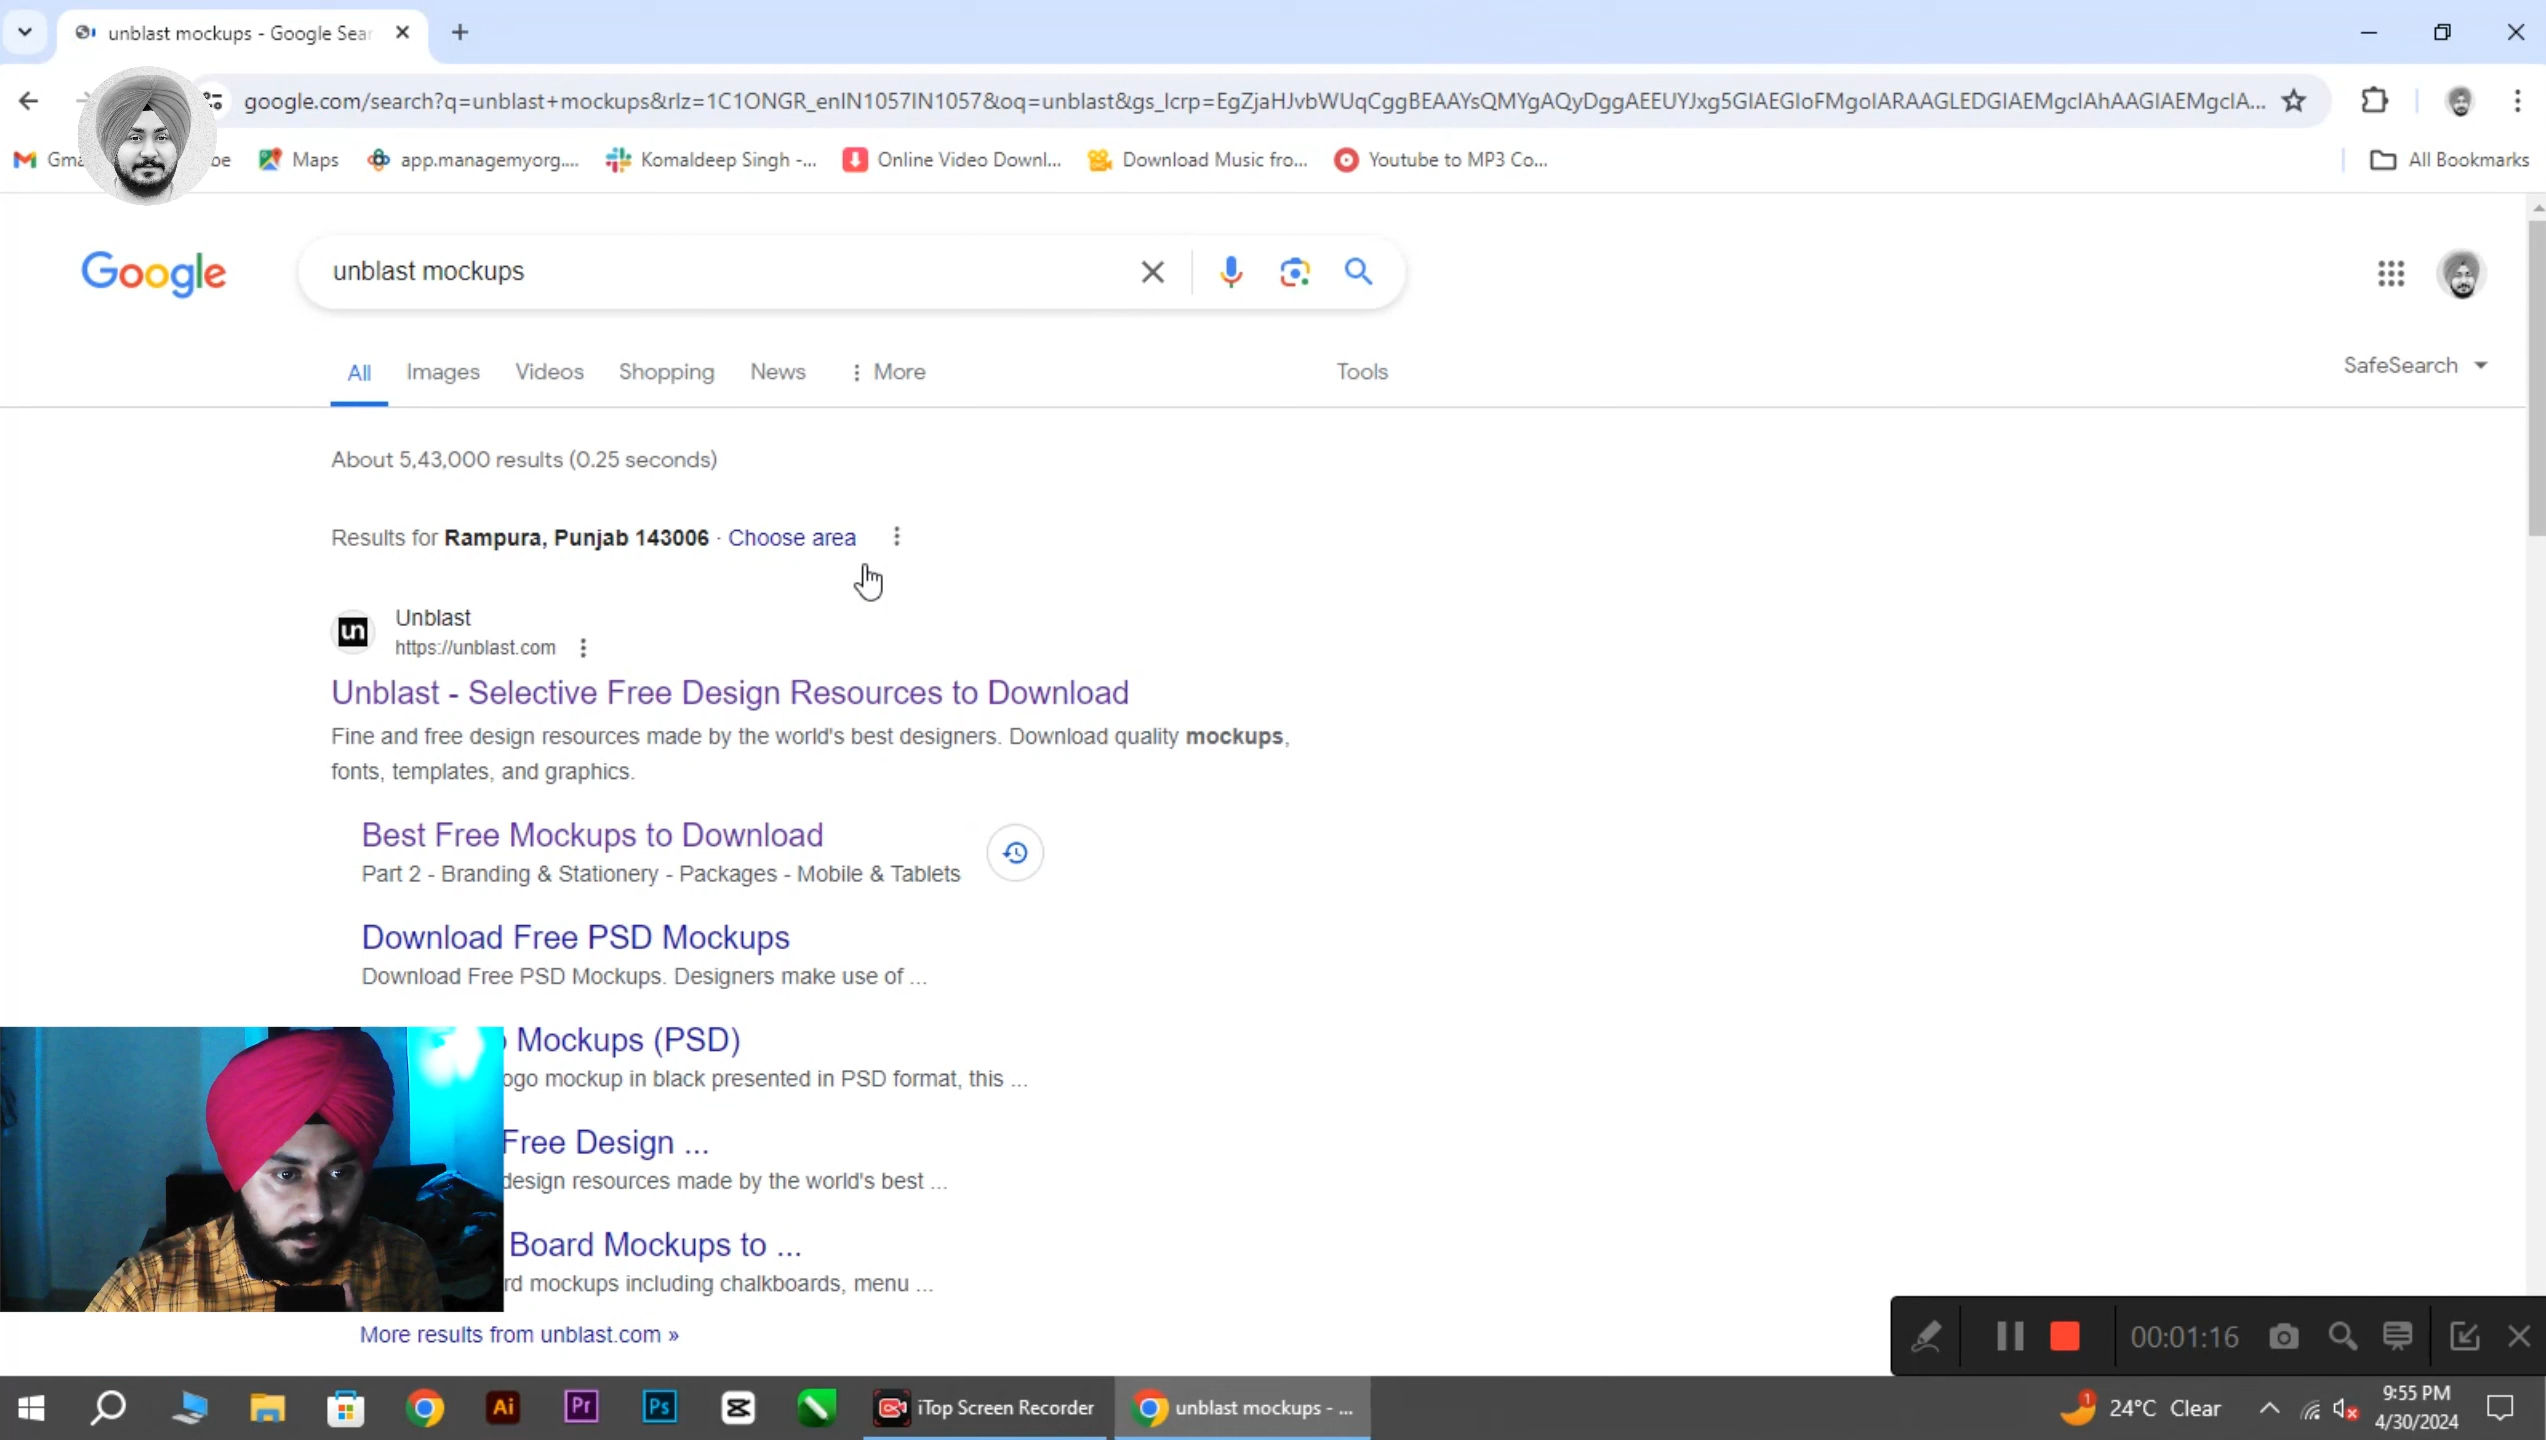 unblast mockups - Google Sear
google.com/search?q=unblast+mockups&rlz=1C1ONGR_enIN1057IN1057&oq=unblast&gs_lcrp=EgZjaHJvbWUqCggBEAAYsQMYgAQyDggAEEUYJxg5GIAEGIoFMgoIARAAGLEDGIAEMgcIAhAAGIAEMgcIA...
Gma
be
Maps
app.managemyorg....
Komaldeep Singh -...
Online Video Downl...
Download Music fro...
Youtube to MP3 Co...
All Bookmarks
Google
unblast mockups
All
Images
Videos
Shopping
News
More
Tools
SafeSearch
About 5,43,000 results (0.25 seconds)
Results for Rampura, Punjab 143006 · Choose area
un
Unblast
https://unblast.com
Unblast - Selective Free Design Resources to Download
Fine and free design resources made by the world's best designers. Download quality mockups,
fonts, templates, and graphics.
Best Free Mockups to Download
Part 2 - Branding & Stationery - Packages - Mobile & Tablets
Download Free PSD Mockups
Download Free PSD Mockups. Designers make use of ...
Mockups (PSD)
ogo mockup in black presented in PSD format, this ...
Free Design ...
design resources made by the world's best ...
Board Mockups to ...
rd mockups including chalkboards, menu ...
More results from unblast.com »
00:01:16
Ai
Pr
Ps
iTop Screen Recorder
unblast mockups - ...
1
24°C Clear
9:55 PM
4/30/2024